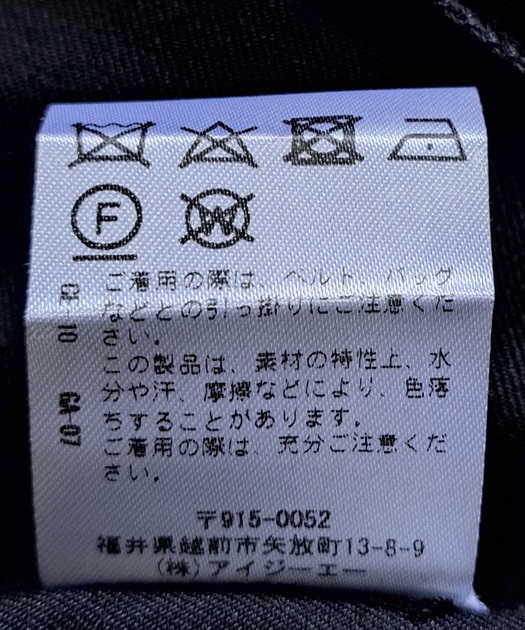 F W
ご着用の際は、ベルト、バッグ
などとの引っ掛りにご注意くだ
さい。
この製品は、素材の特性上、水
分や汗、摩擦などにより、色落
ちすることがあります。
ご着用の際は、充分ご注意くだ
さい。
GA-10 GA-07
〒915-0052
福井県越前市矢放町13-8-9
(株)アイジーエー